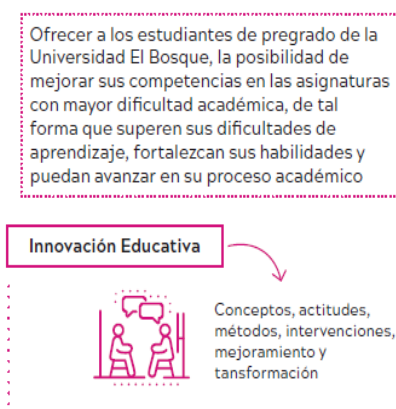 Ofrecer a los estudiantes de pregrado de la
Universidad El Bosque, la posibilidad de
mejorar sus competencias en las asignaturas
con mayor dificultad académica, de tal
forma que superen sus dificultades de
aprendizaje, fortalezcan sus habilidades y
puedan avanzar en su proceso académico
Innovación Educativa
Conceptos, actitudes,
métodos, intervenciones,
mejoramiento y
tansformación